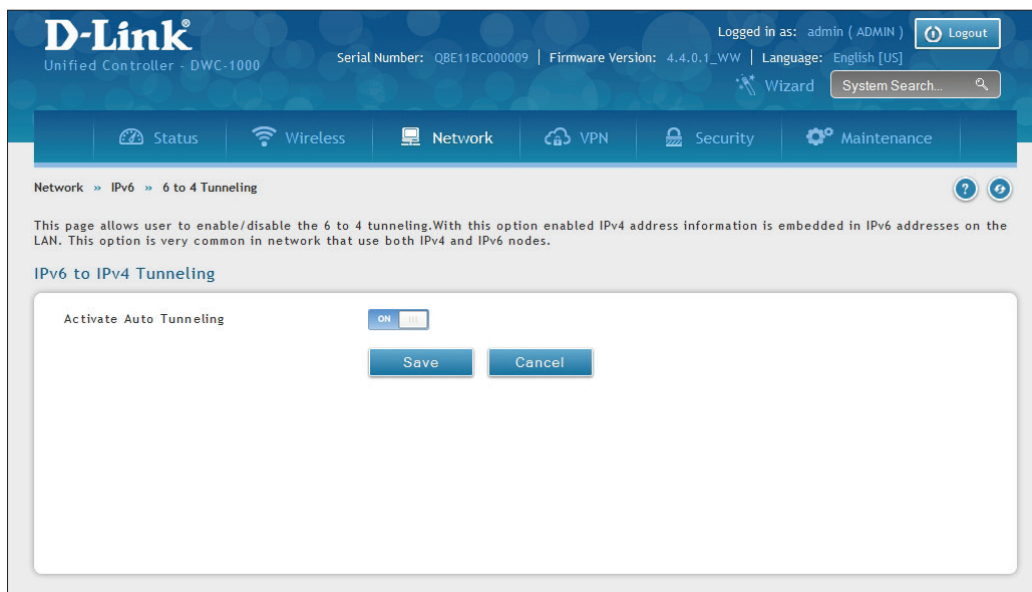 D-Link®
Unified Controller - DWC-1000
Logged in as: admin ( ADMIN ) Logout
Serial Number: QBE11BC000009 | Firmware Version: 4.4.0.1_WW | Language: English [US]
Wizard System Search...
Status Wireless Network VPN Security Maintenance
Network » IPv6 » 6 to 4 Tunneling
?
This page allows user to enable/disable the 6 to 4 tunneling.With this option enabled IPv4 address information is embedded in IPv6 addresses on the
LAN. This option is very common in network that use both IPv4 and IPv6 nodes.
IPv6 to IPv4 Tunneling
Activate Auto Tunneling ON
Save Cancel